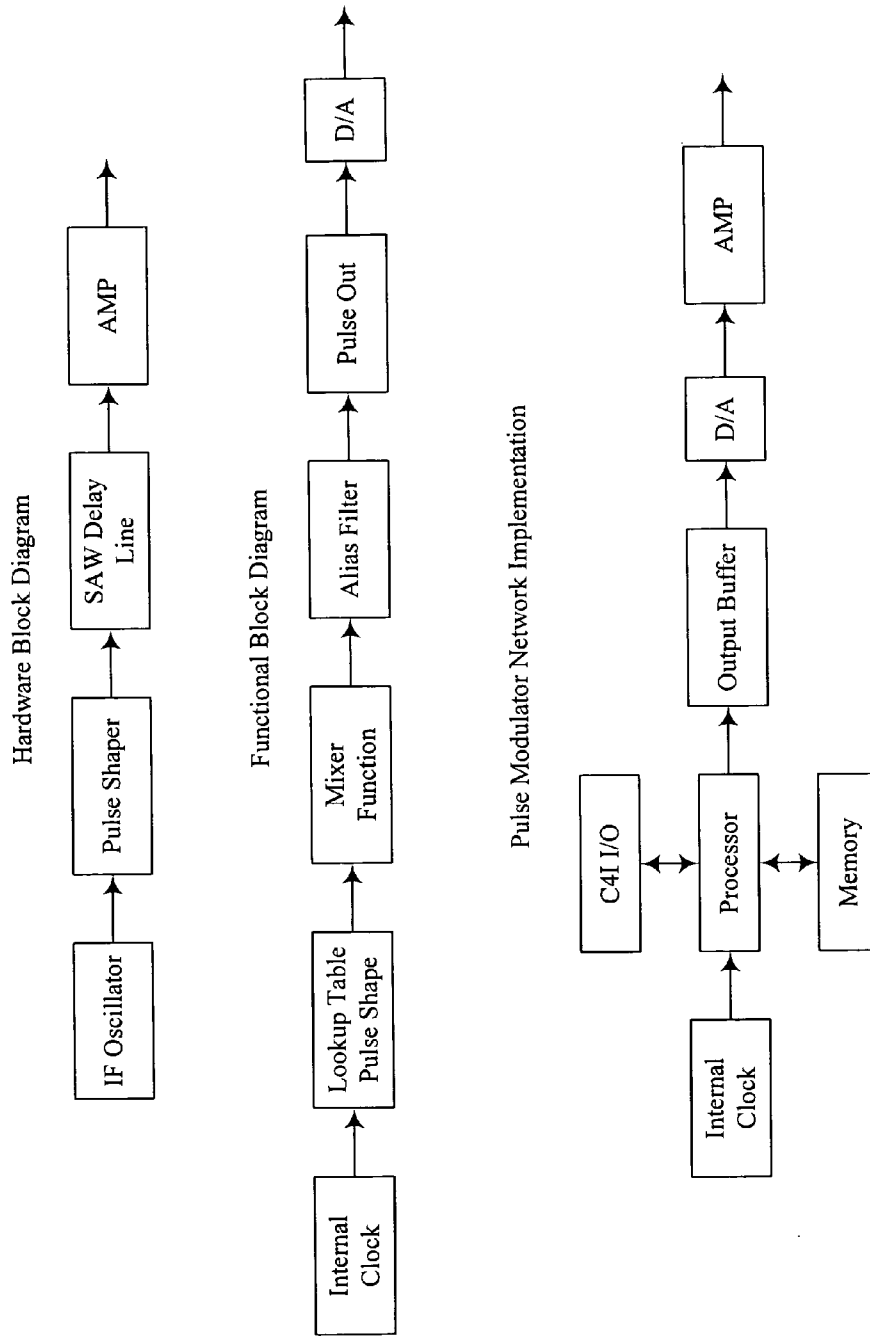 Hardware Block Diagram
IF Oscillator
Pulse Shaper
SAW Delay
Line
AMP
Functional Block Diagram
Internal
Clock
Lookup Table
Pulse Shape
Mixer
Function
Alias Filter
Pulse Out
D/A
Pulse Modulator Network Implementation
Internal
Clock
C4I I/O
Processor
Memory
Output Buffer
D/A
AMP